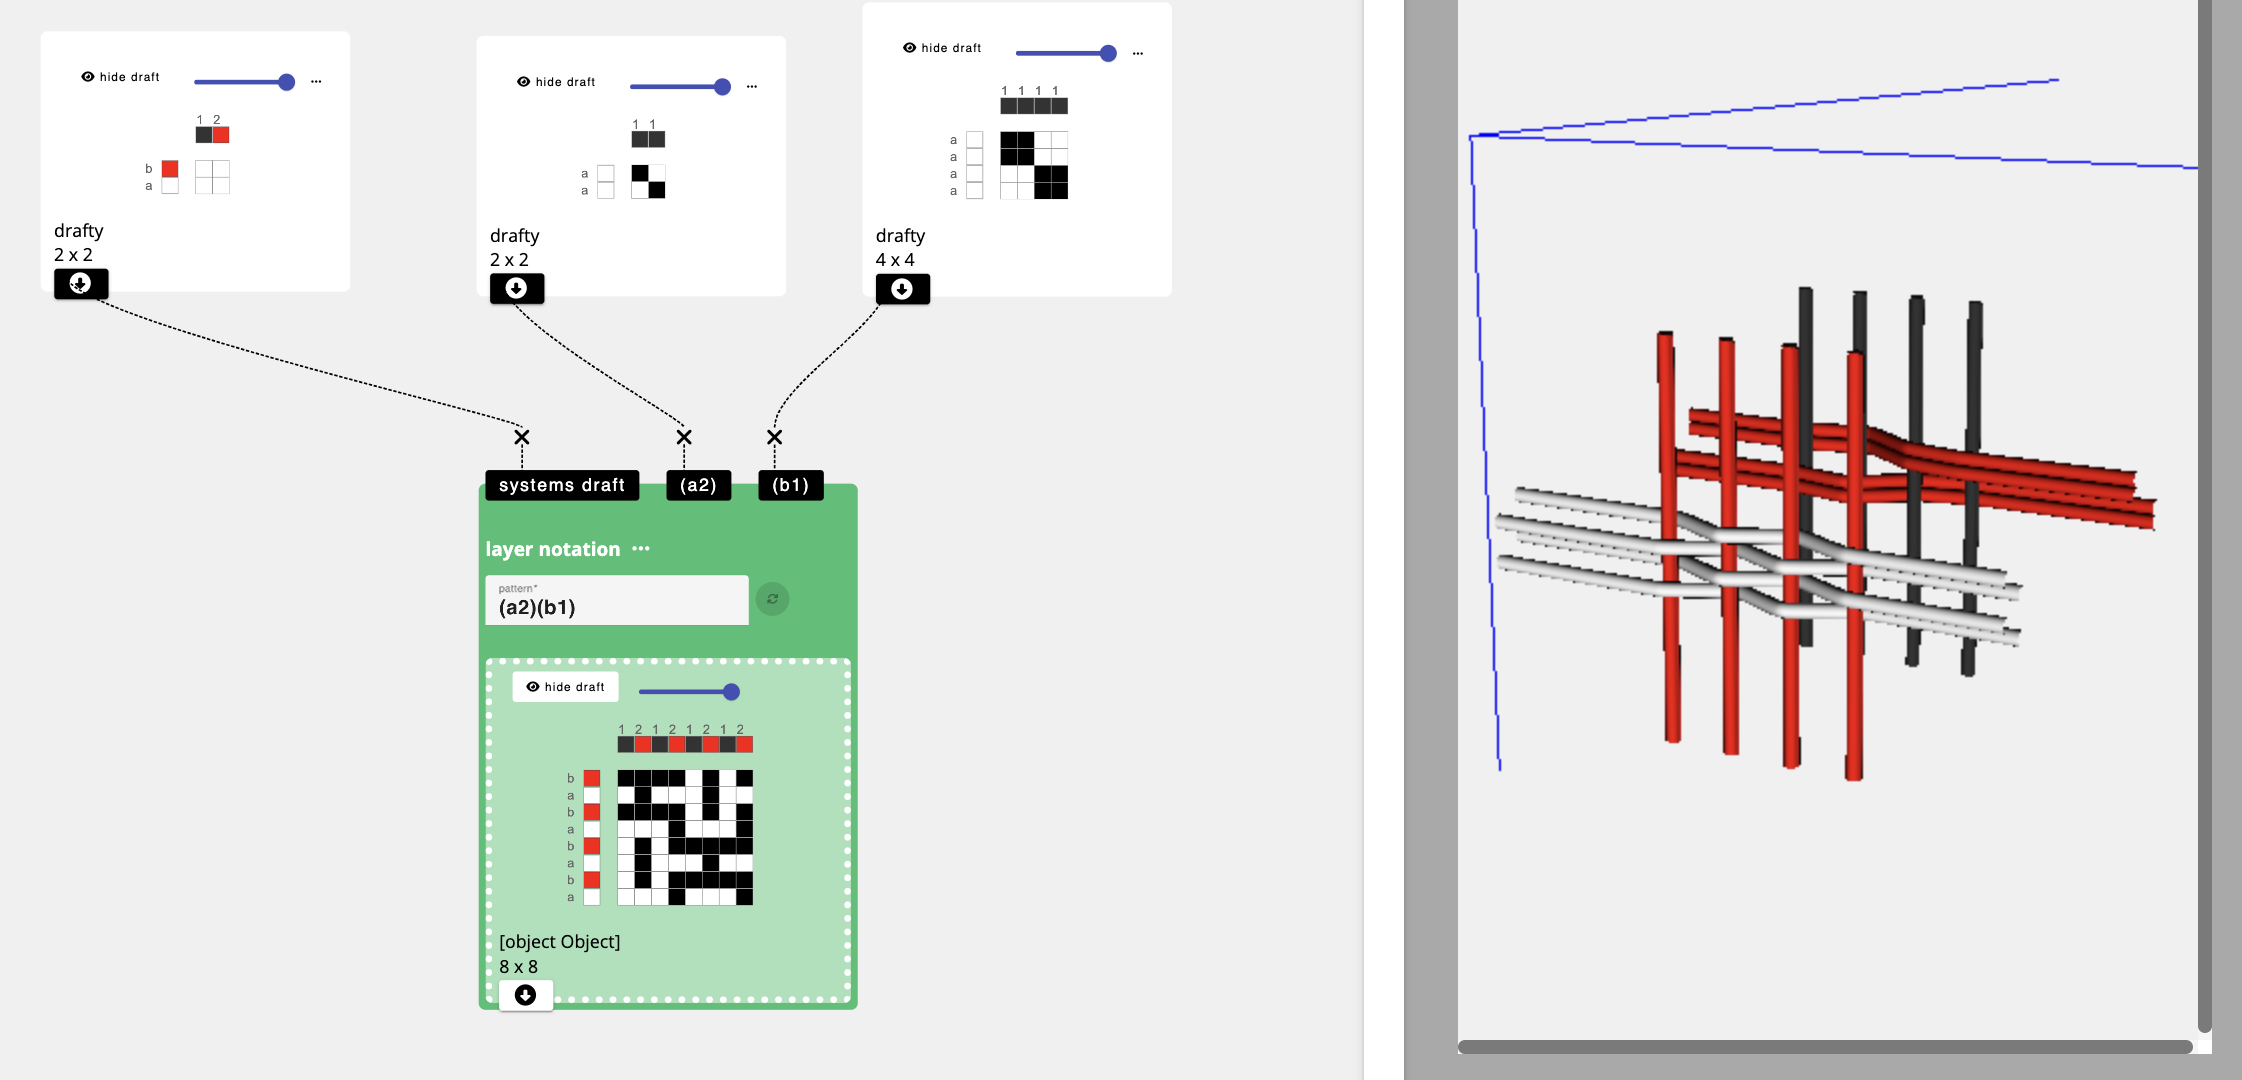 hide draft
...
1 2
b
a
drafty
2 x 2
hide draft
...
1 1
a
a
drafty
2 x 2
hide draft
...
1 1 1 1
a
a
a
a
drafty
4 x 4
systems draft
(a2)
(b1)
layer notation ...
pattern*
(a2)(b1)
hide draft
1 2 1 2 1 2 1 2
b
a
b
a
b
a
b
a
[object Object]
8 x 8